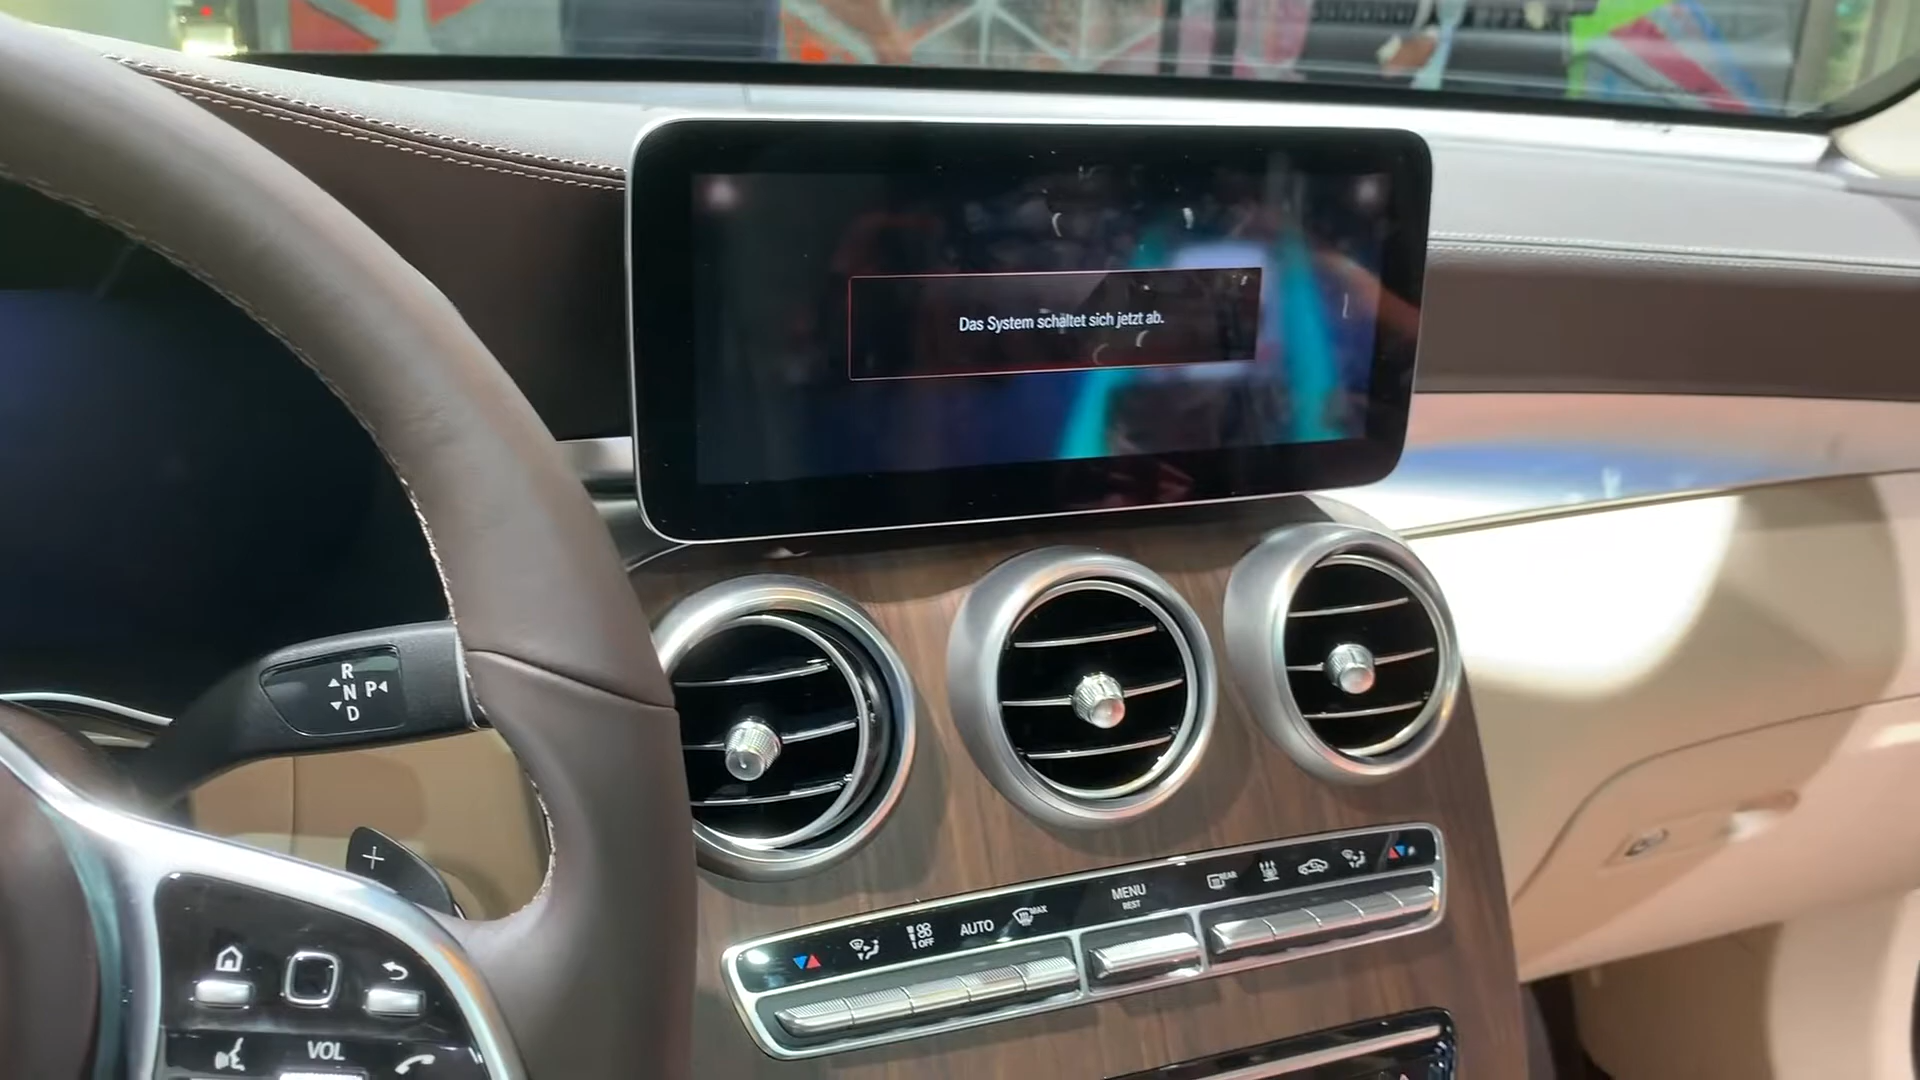 Das System schaltet sich jetzt ab.
R
N P
D
+
MENU
REST
REAR
OFF
AUTO
MAX
VOL